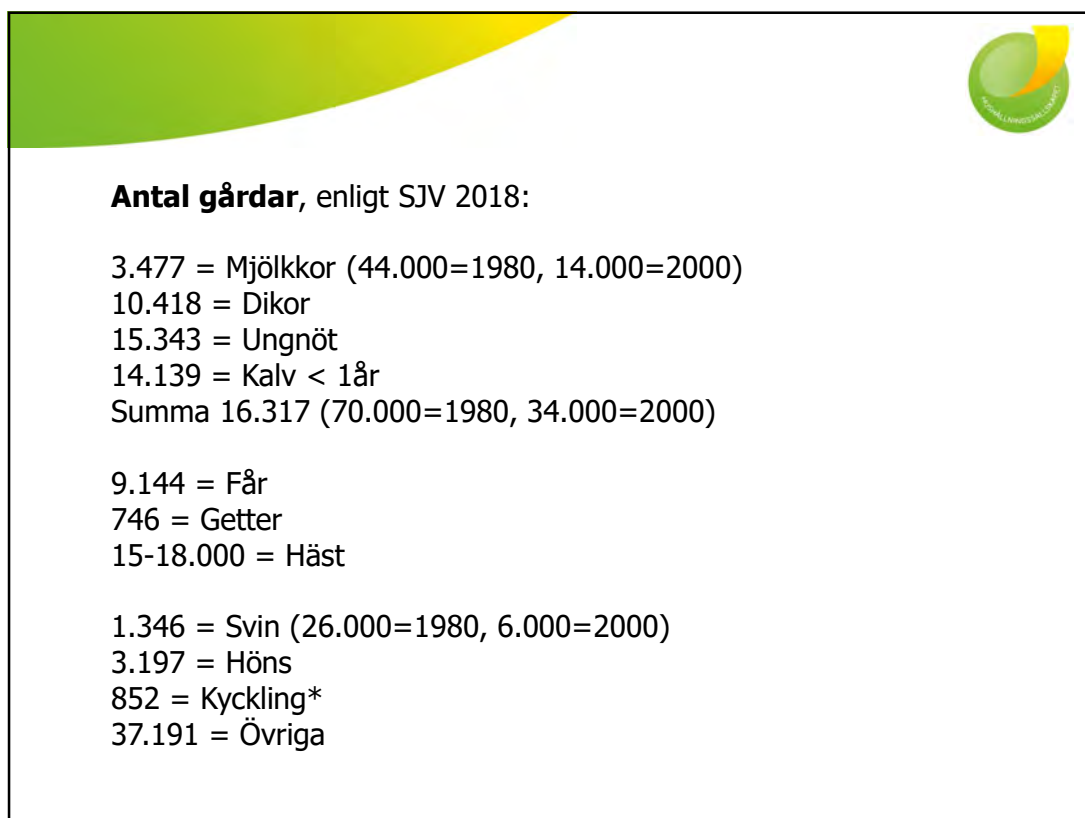 HUSHÅLLNINGSSÄLLSKAPET
Antal gårdar, enligt SJV 2018:
3.477 = Mjölkkor (44.000=1980, 14.000=2000)
10.418 = Dikor
15.343 = Ungnöt
14.139 = Kalv < 1år
Summa 16.317 (70.000=1980, 34.000=2000)
9.144 = Får
746 = Getter
15-18.000 = Häst
1.346 = Svin (26.000=1980, 6.000=2000)
3.197 = Höns
852 = Kyckling*
37.191 = Övriga